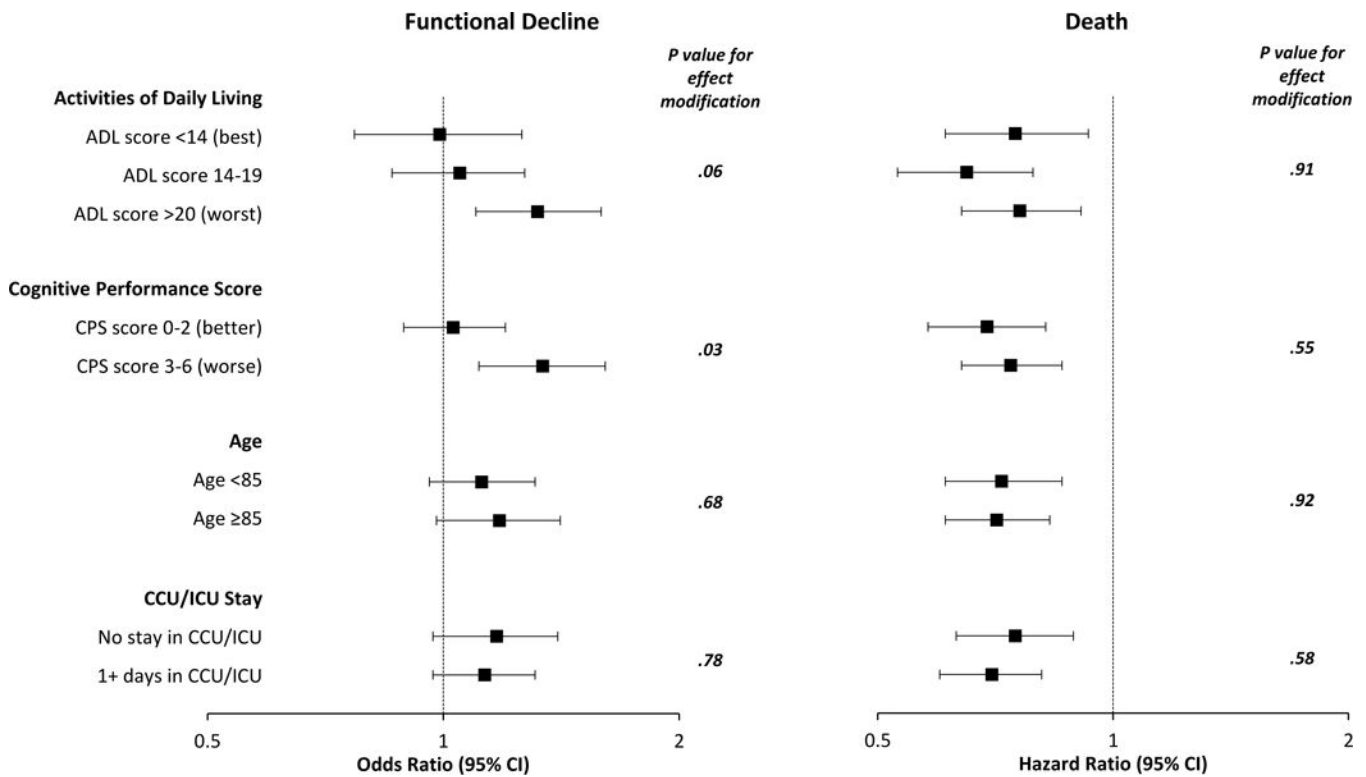 Functional Decline
Death
P value for
effect
modification
P value for
effect
modification
Activities of Daily Living
ADL score <14 (best)
ADL score 14-19
.06
.91
ADL score >20 (worst)
Cognitive Performance Score
CPS score 0-2 (better)
.03
.55
CPS score 3-6 (worse)
Age
Age <85
.68
.92
Age ≥85
CCU/ICU Stay
No stay in CCU/ICU
.78
.58
1+ days in CCU/ICU
0.5 1 2
0.5 1 2
Odds Ratio (95% CI)
Hazard Ratio (95% CI)